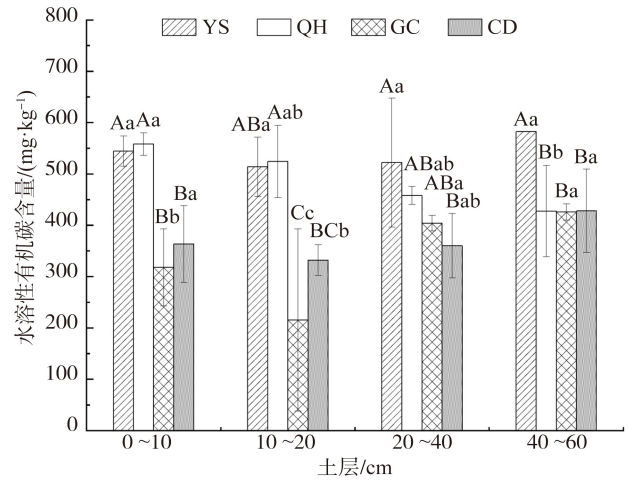 YS QH GC CD
800
700
600
500
400
300
200
100
0
水溶性有机碳含量/(mg·kg⁻¹)
Aa Aa Bb Ba
ABa Aab Cc BCb
Aa ABab ABa Bab
Aa Bb Ba Ba
0 ~10 10 ~20 20 ~40 40 ~60
土层/cm